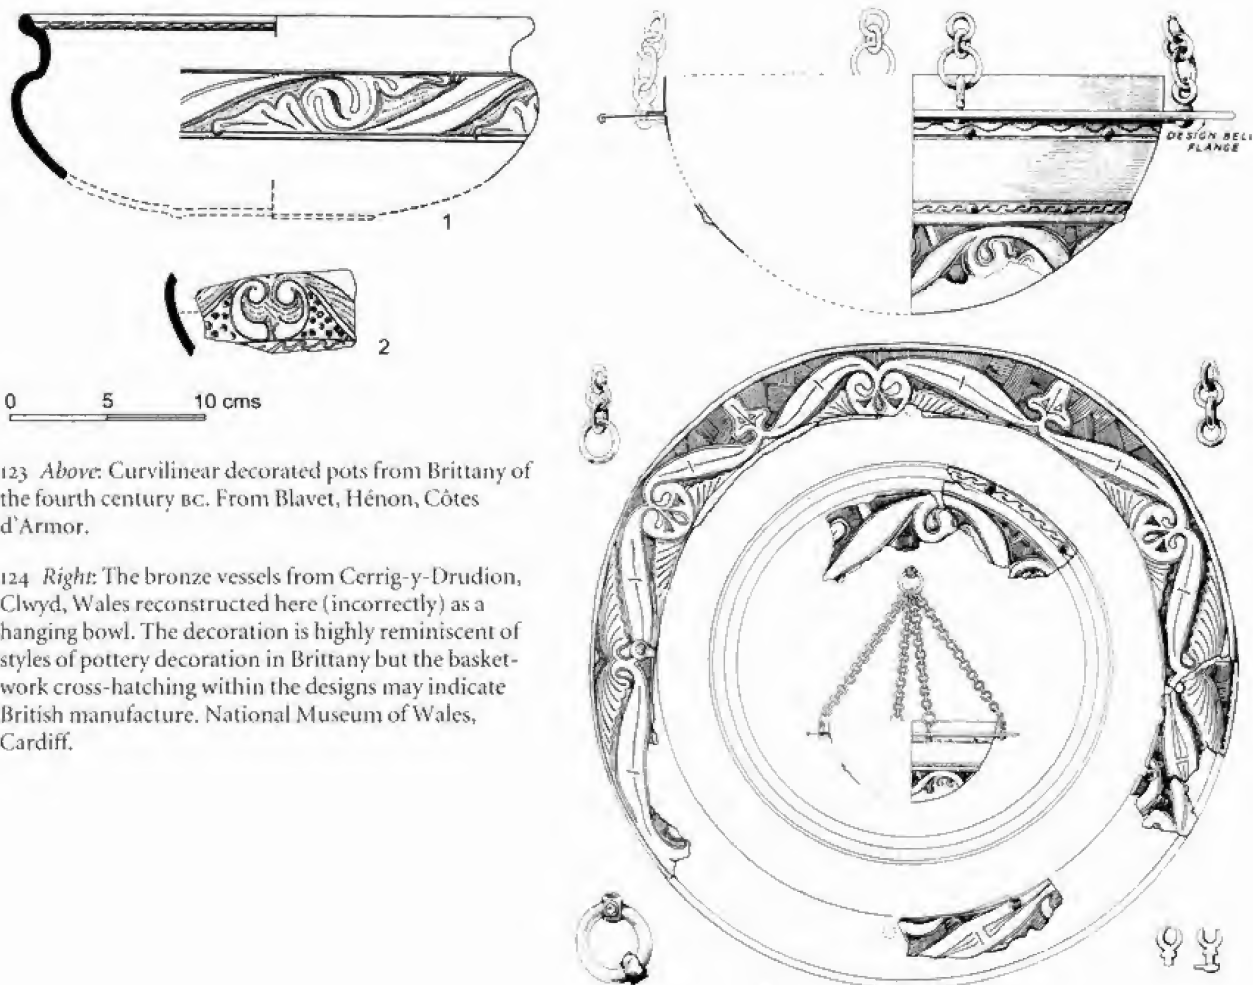 1
DESIGN BELOW
FLANGE
2
0 5 10 cms
123 Above: Curvilinear decorated pots from Brittany of
the fourth century BC. From Blavet, Hénon, Côtes
d'Armor.
124 Right: The bronze vessels from Cerrig-y-Drudion,
Clwyd, Wales reconstructed here (incorrectly) as a
hanging bowl. The decoration is highly reminiscent of
styles of pottery decoration in Brittany but the basket-
work cross-hatching within the designs may indicate
British manufacture. National Museum of Wales,
Cardiff.